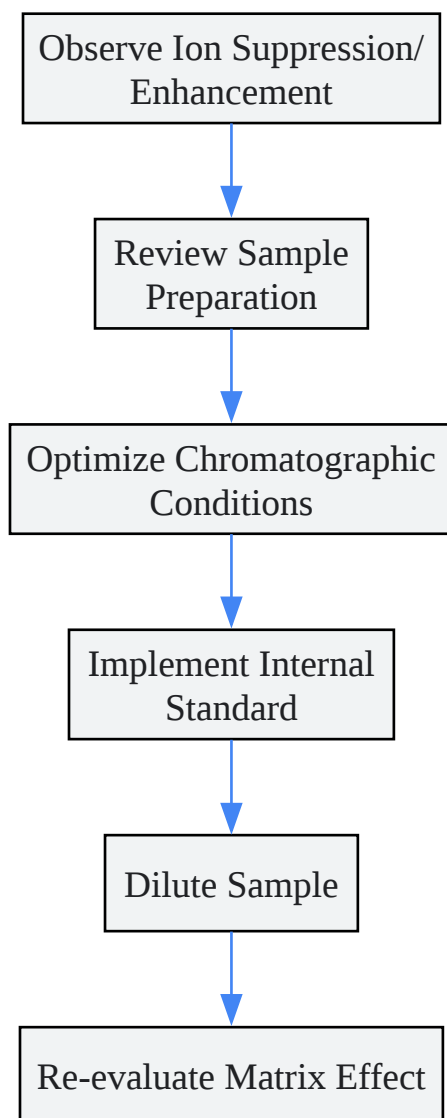 Observe Ion Suppression/
Enhancement
Review Sample
Preparation
Optimize Chromatographic
Conditions
Implement Internal
Standard
Dilute Sample
Re-evaluate Matrix Effect